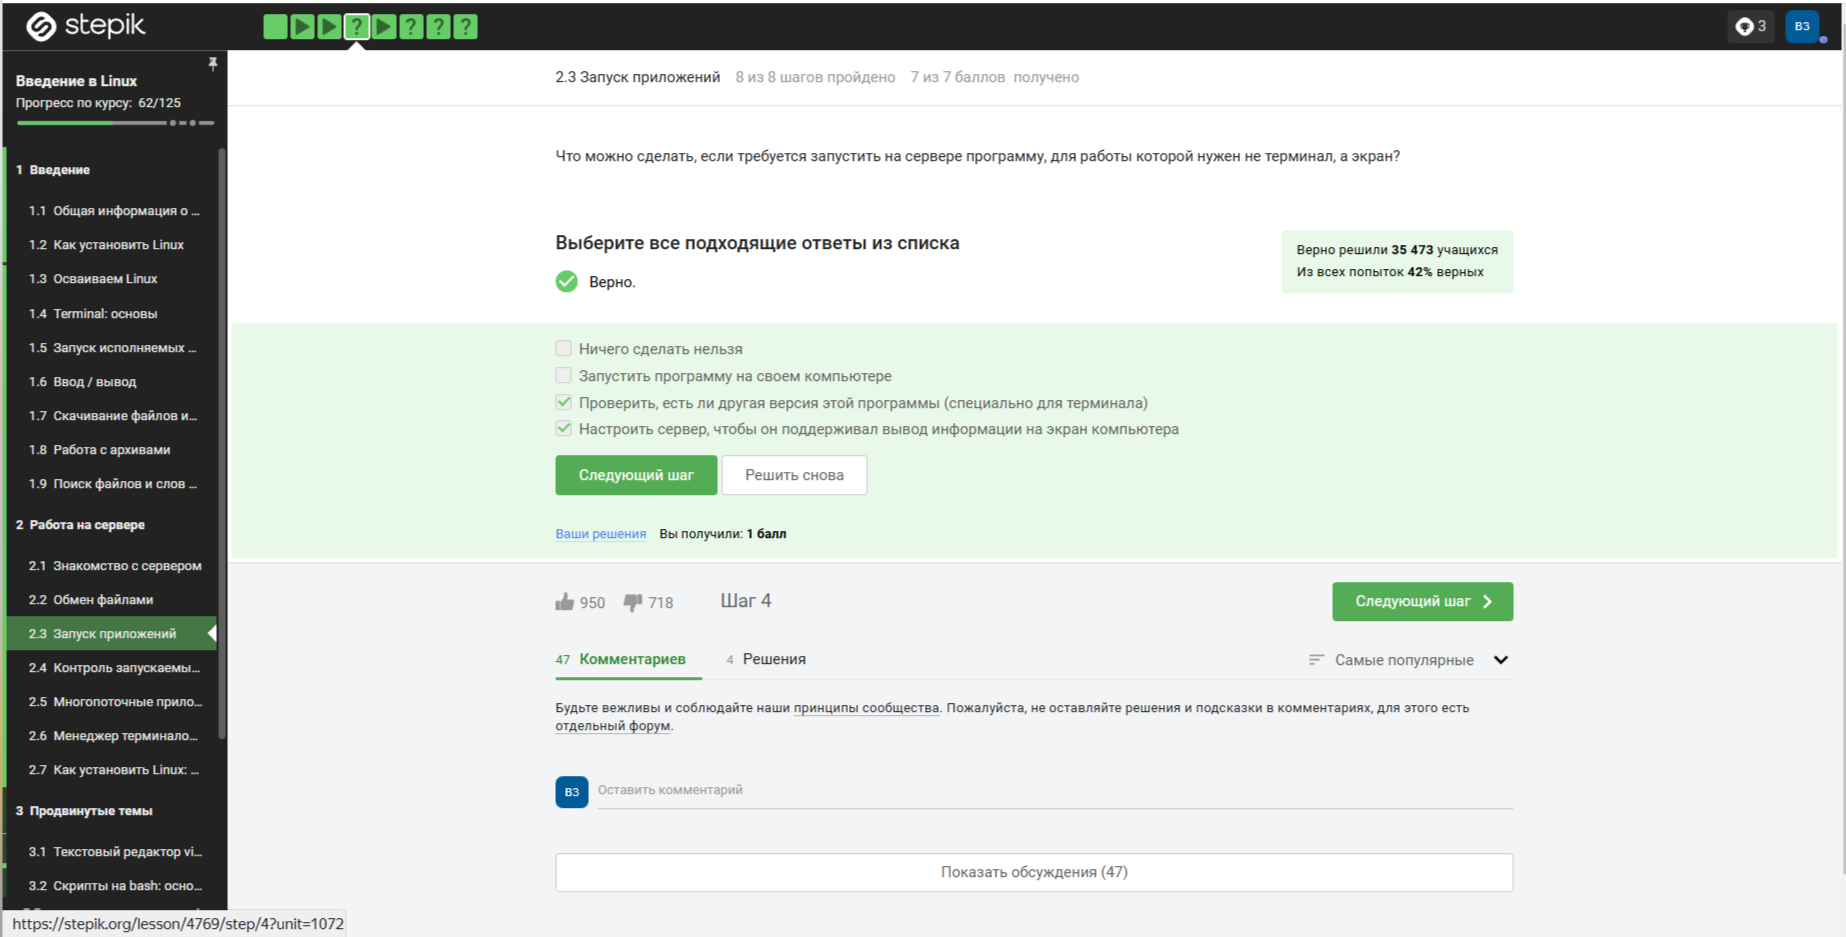 stepik
?
?
?
?
3
ВЗ
Введение в Linux
Прогресс по курсу: 62/125
1 Введение
1.1 Общая информация о ...
1.2 Как установить Linux
1.3 Осваиваем Linux
1.4 Terminal: основы
1.5 Запуск исполняемых ...
1.6 Ввод / вывод
1.7 Скачивание файлов и...
1.8 Работа с архивами
1.9 Поиск файлов и слов ...
2 Работа на сервере
2.1 Знакомство с сервером
2.2 Обмен файлами
2.3 Запуск приложений
2.4 Контроль запускаемы...
2.5 Многопоточные прило...
2.6 Менеджер терминало...
2.7 Как установить Linux: ...
3 Продвинутые темы
3.1 Текстовый редактор vi...
3.2 Скрипты на bash: осно...
2.3 Запуск приложений 8 из 8 шагов пройдено 7 из 7 баллов получено
Что можно сделать, если требуется запустить на сервере программу, для работы которой нужен не терминал, а экран?
Выберите все подходящие ответы из списка
Верно.
Верно решили 35 473 учащихся
Из всех попыток 42% верных
Ничего сделать нельзя
Запустить программу на своем компьютере
Проверить, есть ли другая версия этой программы (специально для терминала)
Настроить сервер, чтобы он поддерживал вывод информации на экран компьютера
Следующий шаг Решить снова
Ваши решения Вы получили: 1 балл
950 718 Шаг 4 Следующий шаг
47 Комментариев 4 Решения Самые популярные
Будьте вежливы и соблюдайте наши принципы сообщества. Пожалуйста, не оставляйте решения и подсказки в комментариях, для этого есть
отдельный форум.
ВЗ Оставить комментарий
Показать обсуждения (47)
https://stepik.org/lesson/4769/step/4?unit=1072